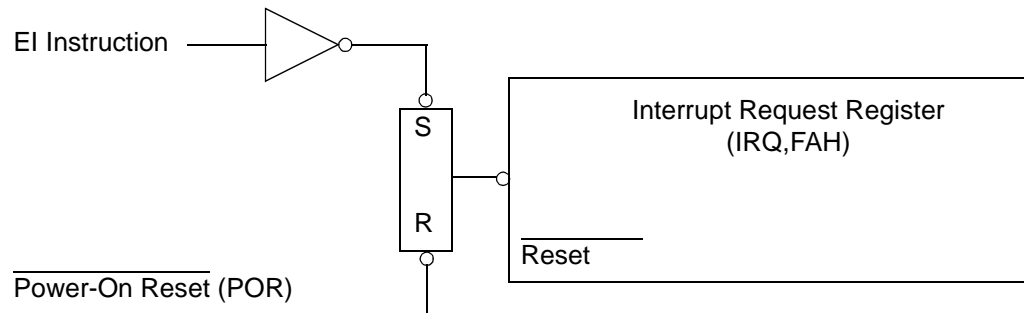 EI Instruction
S
Interrupt Request Register
(IRQ,FAH)
R
Reset
Power-On Reset (POR)